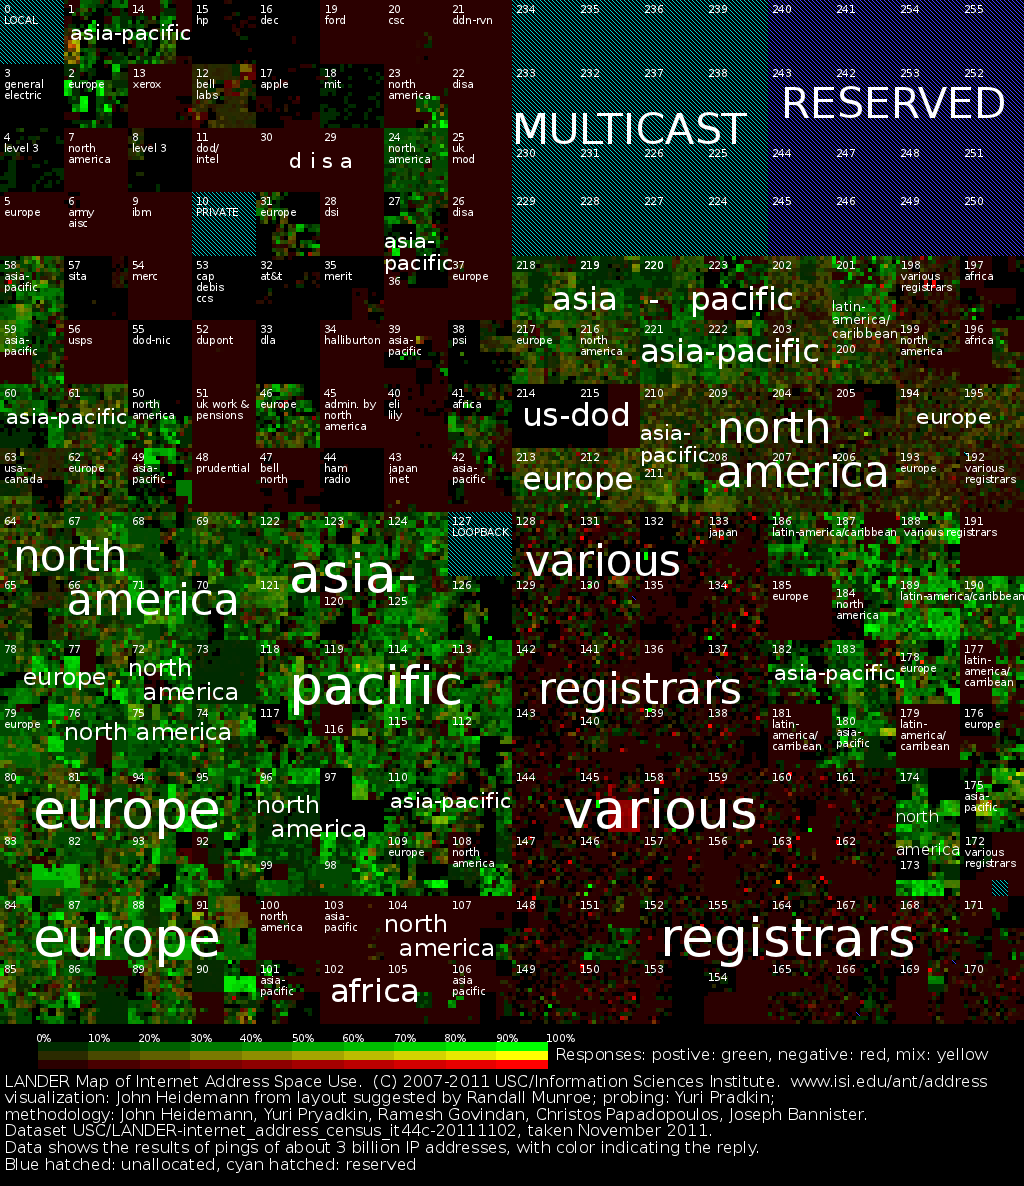 0 1 14 15 16 19 20 21 234 235 236 239 240 241 254 255
LOCAL asia-pacific hp dec ford csc ddn-rvn
3 2 13 12 17 18 23 22 233 232 237 238 243 242 253 252
general electric europe xerox bell labs apple mit north america disa
MULTICAST RESERVED
4 7 8 11 30 29 24 25 230 231 226 225 244 247 248 251
level 3 north america level 3 dod/ intel d i s a north america uk mod
5 6 9 10 31 28 27 26 229 228 227 224 245 246 249 250
europe army aisc ibm PRIVATE europe dsi asia-pacific disa
58 57 54 53 32 35 36 37 218 219 220 223 202 201 198 197
asia-pacific sita merc cap debis ccs at&t merit europe asia - pacific latin-america/ caribbean various registrars africa
59 56 55 52 33 34 39 38 217 216 221 222 203 200 199 196
asia-pacific usps dod-nic dupont dla halliburton asia-pacific psi europe north america asia-pacific north america africa
60 61 50 51 46 45 40 41 214 215 210 209 204 205 194 195
asia-pacific north america uk work & pensions europe admin. by north america eli lily africa us-dod asia-pacific north america europe
63 62 49 48 47 44 43 42 213 212 211 208 207 206 193 192
usa-canada europe asia-pacific prudential bell north ham radio japan inet asia-pacific europe europe various registrars
64 67 68 69 122 123 124 127 128 131 132 133 186 187 188 191
north america asia-pacific LOOPBACK various registrars japan latin-america/caribbean various registrars
65 66 71 70 121 120 125 126 129 130 135 134 185 184 189 190
europe north america latin-america/caribbean
78 77 72 73 118 119 114 113 142 141 136 137 182 183 178 177
europe north america asia-pacific europe latin-america/ carribean
79 76 75 74 117 116 115 112 143 140 139 138 181 180 179 176
europe north america latin-america/ carribean asia-pacific latin-america/ carribean europe
80 81 94 95 96 97 110 111 144 145 158 159 160 161 174 175
europe north america asia-pacific various registrars north america asia-pacific
83 82 93 92 99 98 109 108 147 146 157 156 163 162 173 172
europe north america various registrars
84 87 88 91 100 103 104 107 148 151 152 155 164 167 168 171
europe north america asia-pacific north america
85 86 89 90 101 102 105 106 149 150 153 154 165 166 169 170
asia-pacific africa asia pacific
0% 10% 20% 30% 40% 50% 60% 70% 80% 90% 100%
Responses: postive: green, negative: red, mix: yellow
LANDER Map of Internet Address Space Use. (C) 2007-2011 USC/Information Sciences Institute. www.isi.edu/ant/address
visualization: John Heidemann from layout suggested by Randall Munroe; probing: Yuri Pradkin;
methodology: John Heidemann, Yuri Pryadkin, Ramesh Govindan, Christos Papadopoulos, Joseph Bannister.
Dataset USC/LANDER-internet_address_census_it44c-20111102, taken November 2011.
Data shows the results of pings of about 3 billion IP addresses, with color indicating the reply.
Blue hatched: unallocated, cyan hatched: reserved